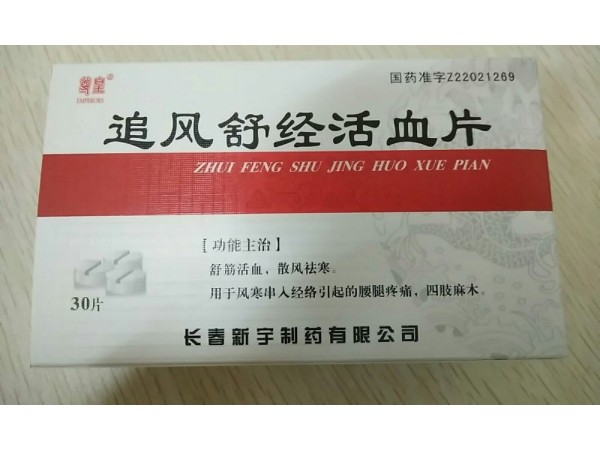 尊皇®
EMPERORS
国药准字Z22021269
追风舒经活血片
ZHUI FENG SHU JING HUO XUE PIAN
[功能主治]
舒筋活血，散风祛寒。
用于风寒串入经络引起的腰腿疼痛，四肢麻木。
30片
长春新宇制药有限公司